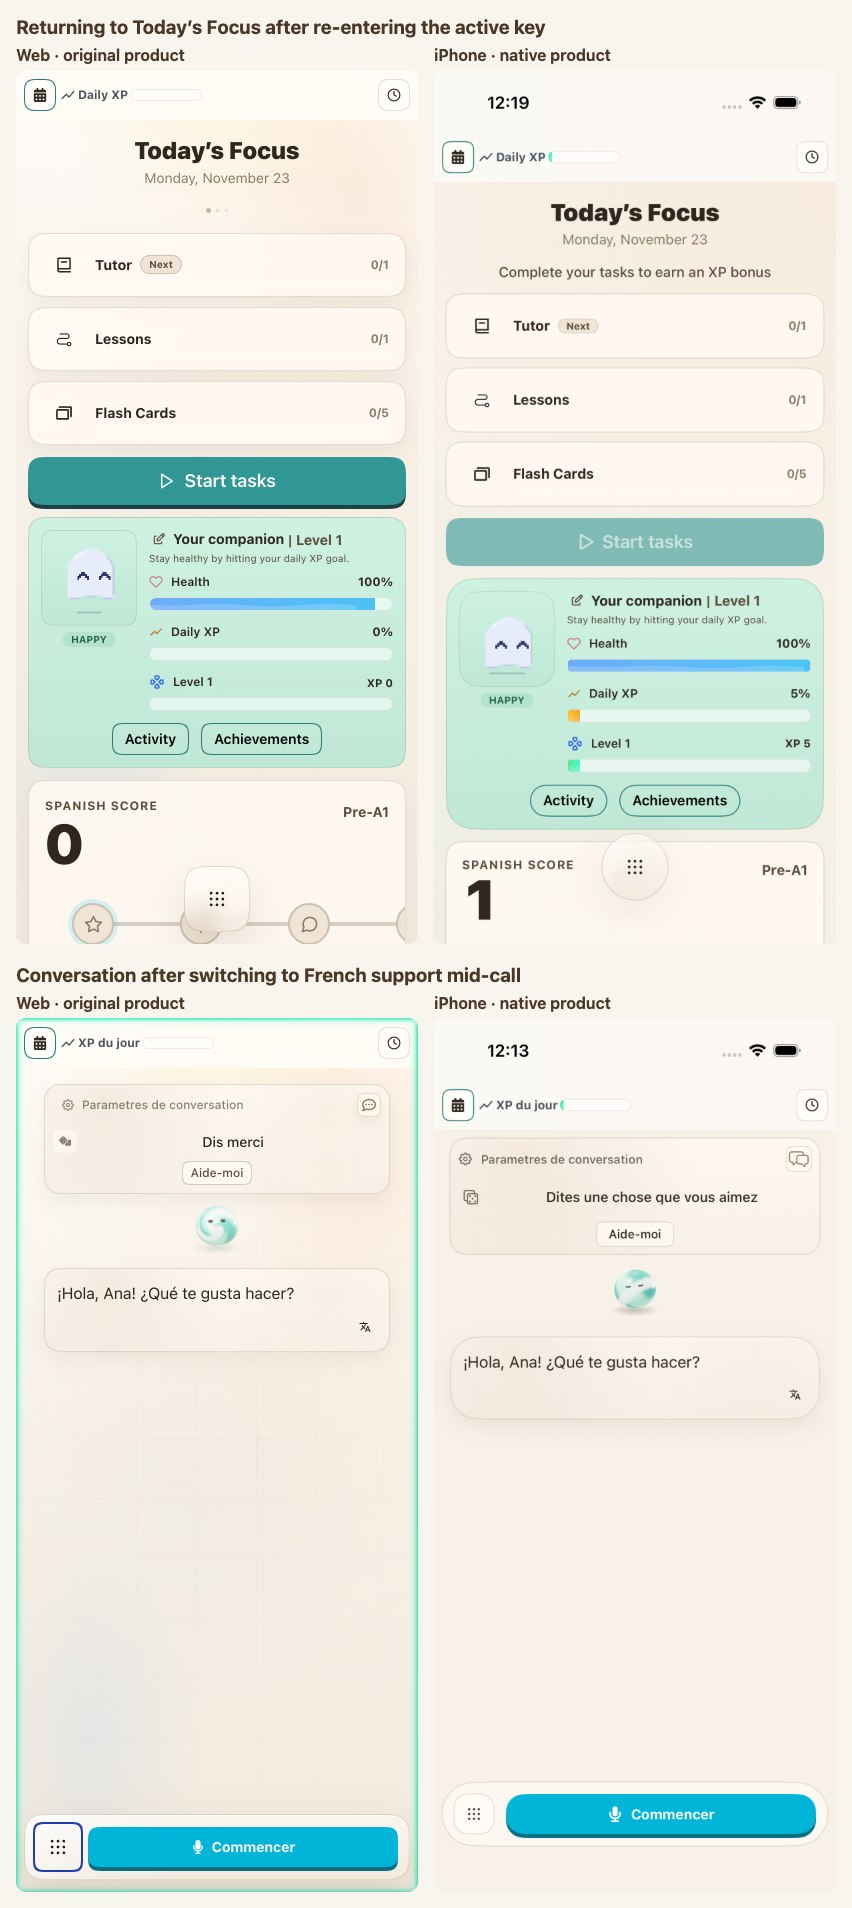 Returning to Today's Focus after re-entering the active key
Web · original product
Daily XP
Today's Focus
Monday, November 23
Tutor Next 0/1
Lessons 0/1
Flash Cards 0/5
Start tasks
Your companion | Level 1
Stay healthy by hitting your daily XP goal.
Health 100%
HAPPY
Daily XP 0%
Level 1 XP 0
Activity Achievements
SPANISH SCORE Pre-A1
0
iPhone · native product
12:19
Daily XP
Today's Focus
Monday, November 23
Complete your tasks to earn an XP bonus
Tutor Next 0/1
Lessons 0/1
Flash Cards 0/5
Start tasks
Your companion | Level 1
Stay healthy by hitting your daily XP goal.
Health 100%
HAPPY
Daily XP 5%
Level 1 XP 5
Activity Achievements
SPANISH SCORE Pre-A1
1
Conversation after switching to French support mid-call
Web · original product
XP du jour
Parametres de conversation
Dis merci
Aide-moi
¡Hola, Ana! ¿Qué te gusta hacer?
Commencer
iPhone · native product
12:13
XP du jour
Parametres de conversation
Dites une chose que vous aimez
Aide-moi
¡Hola, Ana! ¿Qué te gusta hacer?
Commencer